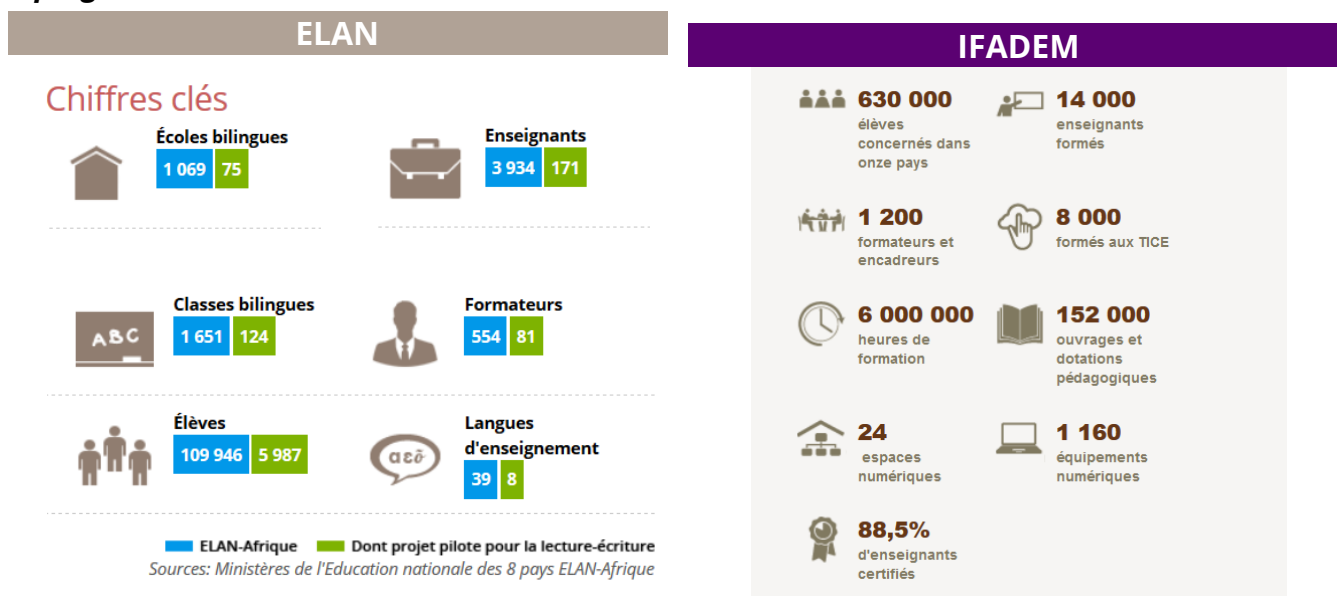 ELAN
Chiffres clés
Écoles bilingues
1 069 75
Enseignants
3 934 171
ABC
Classes bilingues
1 651 124
Formateurs
554 81
Élèves
109 946 5 987
Langues
d'enseignement
39 8
ELAN-Afrique Dont projet pilote pour la lecture-écriture
Sources: Ministères de l'Education nationale des 8 pays ELAN-Afrique
IFADEM
630 000
élèves
concernés dans
onze pays
14 000
enseignants
formés
1 200
formateurs et
encadreurs
8 000
formés aux TICE
6 000 000
heures de
formation
152 000
ouvrages et
dotations
pédagogiques
24
espaces
numériques
1 160
équipements
numériques
88,5%
d'enseignants
certifiés